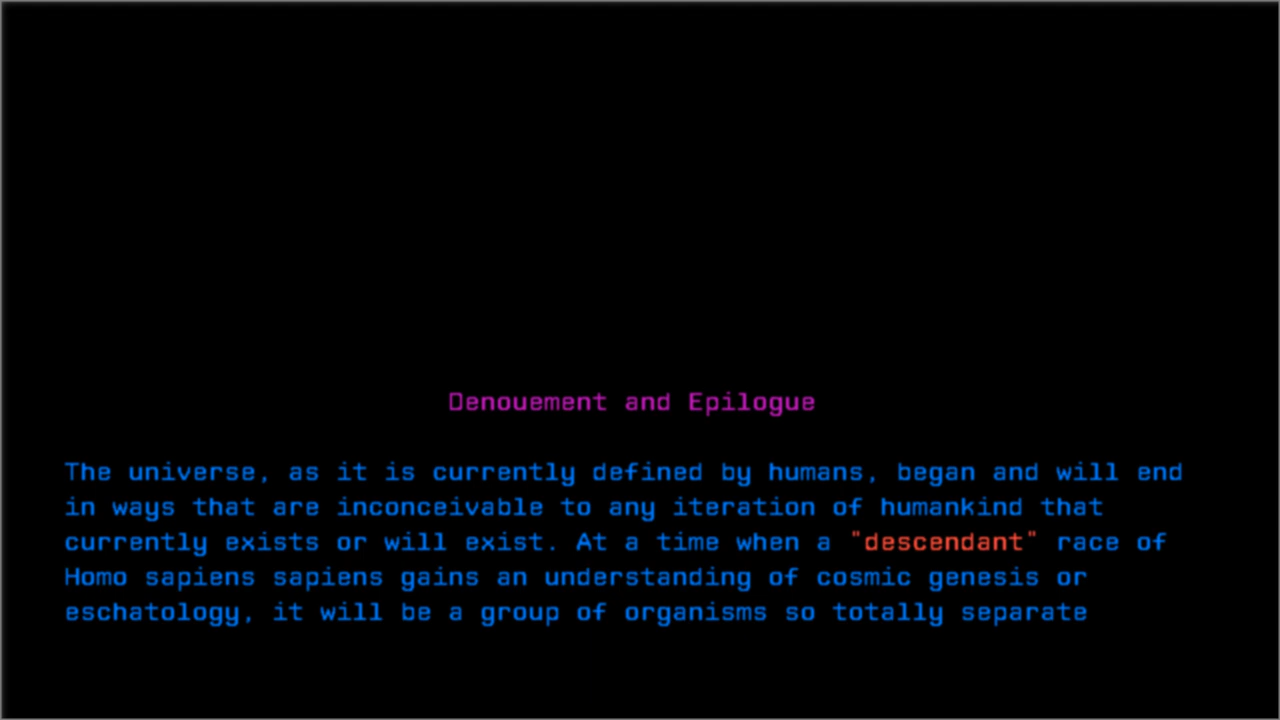 Denouement and Epilogue
The universe, as it is currently defined by humans, began and will end
in ways that are inconceivable to any iteration of humankind that
currently exists or will exist. At a time when a "descendant" race of
Homo sapiens sapiens gains an understanding of cosmic genesis or
eschatology, it will be a group of organisms so totally separate